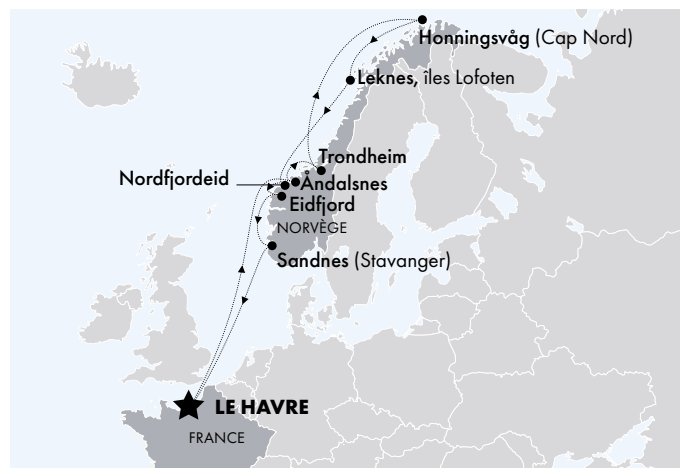 Honningsvåg (Cap Nord)
Leknes, îles Lofoten
Trondheim
Nordfjordeid
Åndalsnes
Eidfjord
NORVÈGE
Sandnes (Stavanger)
LE HAVRE
FRANCE